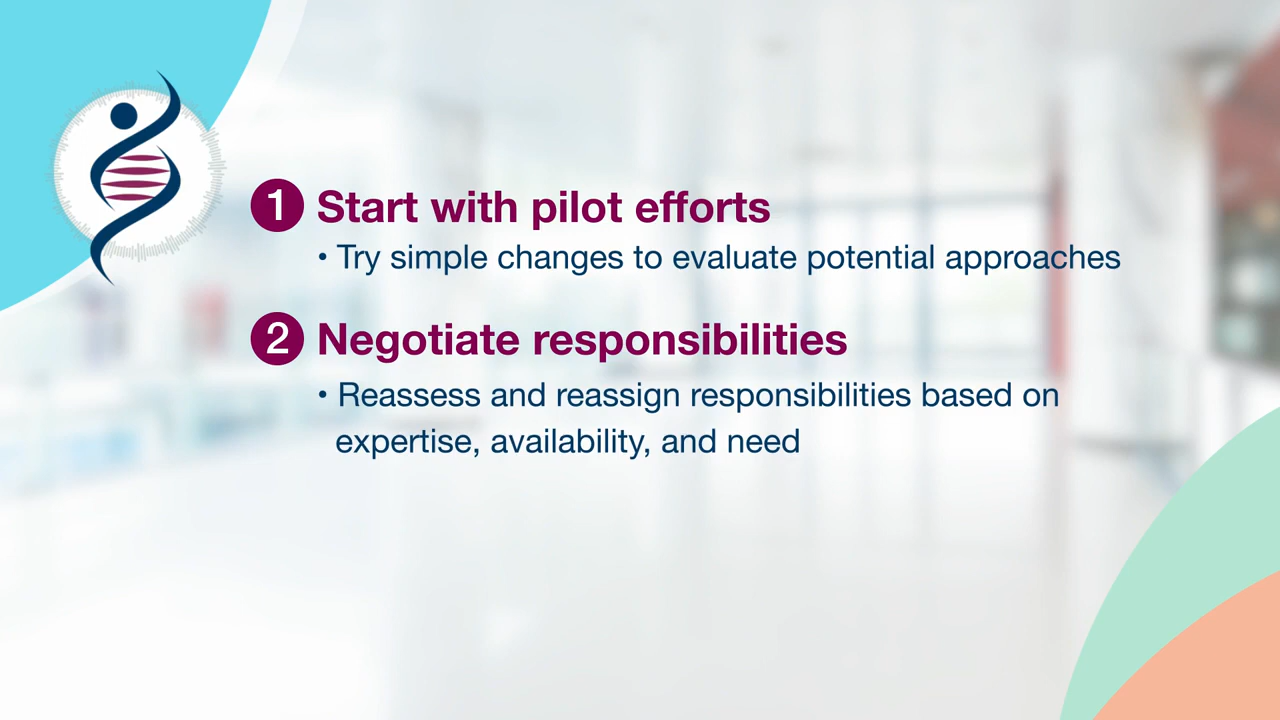 1 Start with pilot efforts
• Try simple changes to evaluate potential approaches
2 Negotiate responsibilities
• Reassess and reassign responsibilities based on
expertise, availability, and need